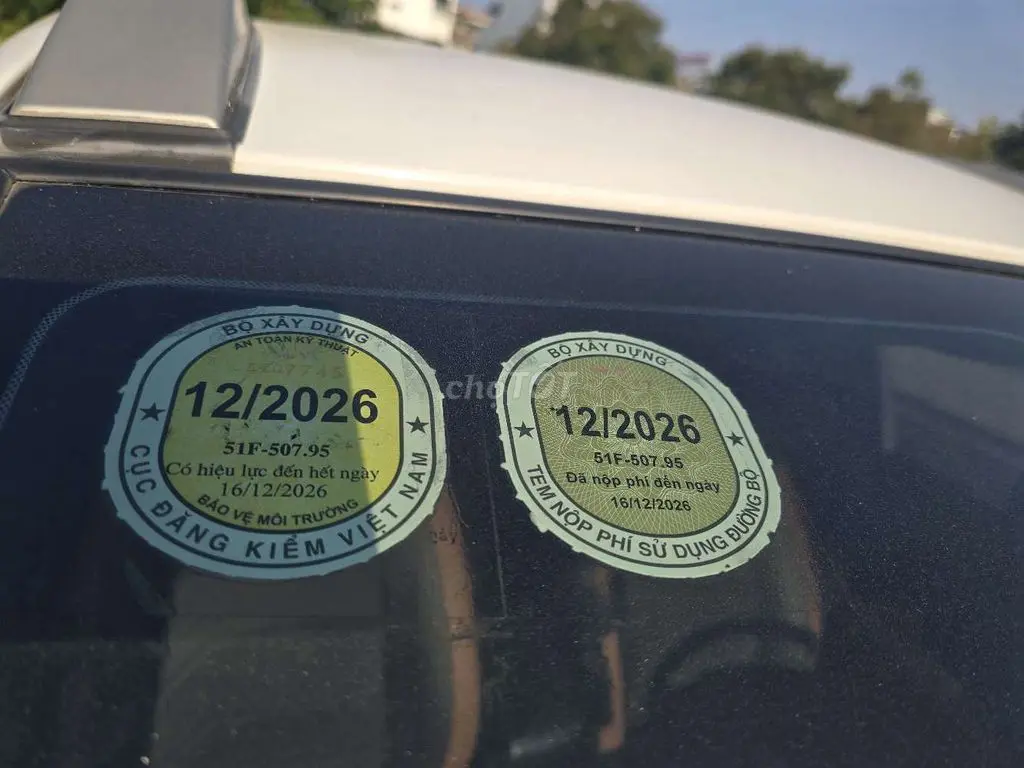 BỘ XÂY DỰNG
AN TOÀN KỸ THUẬT
12/2026
51F-507.95
Có hiệu lực đến hết ngày
16/12/2026
BẢO VỆ MÔI TRƯỜNG
CỤC ĐĂNG KIỂM VIỆT NAM
chợTỐT
BỘ XÂY DỰNG
12/2026
51F-507.95
Đã nộp phí đến ngày
16/12/2026
TEM NỘP PHÍ SỬ DỤNG ĐƯỜNG BỘ